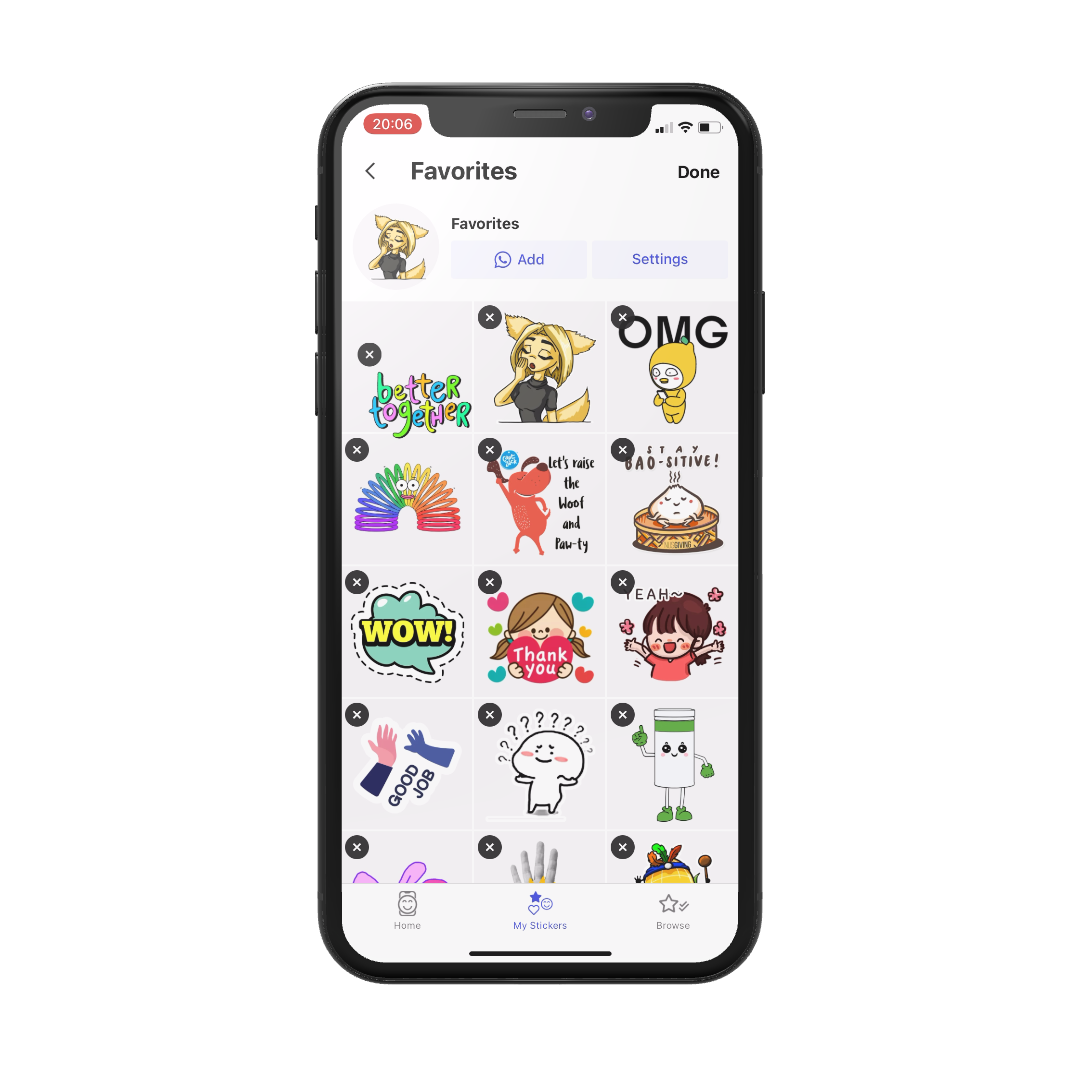 20:06
Favorites
Done
Favorites
Add
Settings
better
together
OMG
Let's raise
the
Woof
and
Paw-ty
STAY
BAO-SITIVE!
WOW!
Thank
you
YEAH~
GOOD
JOB
? ? ? ? ? ? ? ? ? ?
Home
My Stickers
Browse